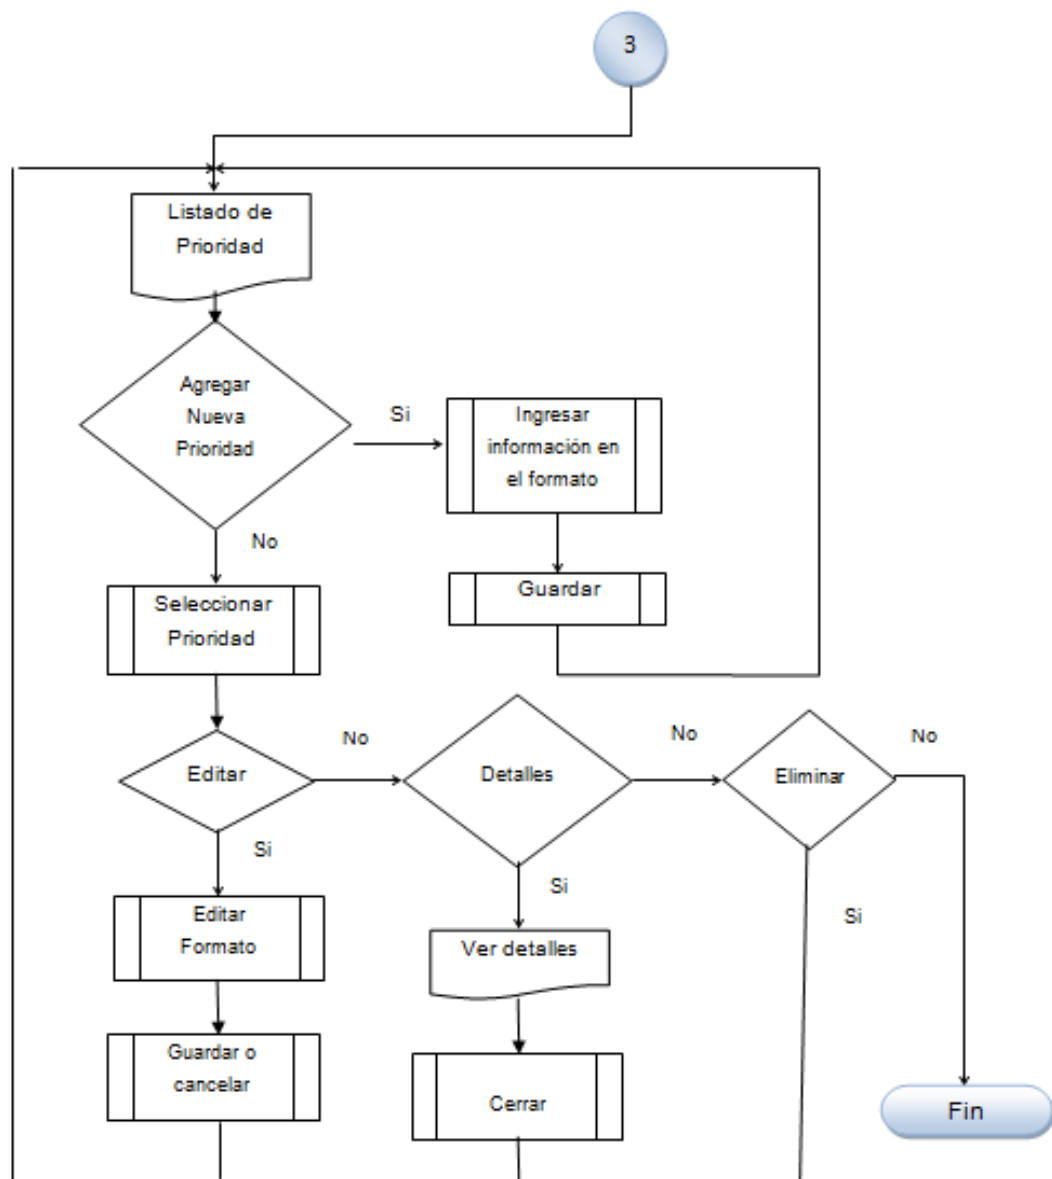 3
Listado de
Prioridad
Agregar
Nueva
Prioridad
Si
Ingresar
información en
el formato
No
Guardar
Seleccionar
Prioridad
No
No
No
Editar
Detalles
Eliminar
Si
Si
Si
Editar
Formato
Ver detalles
Guardar o
cancelar
Cerrar
Fin